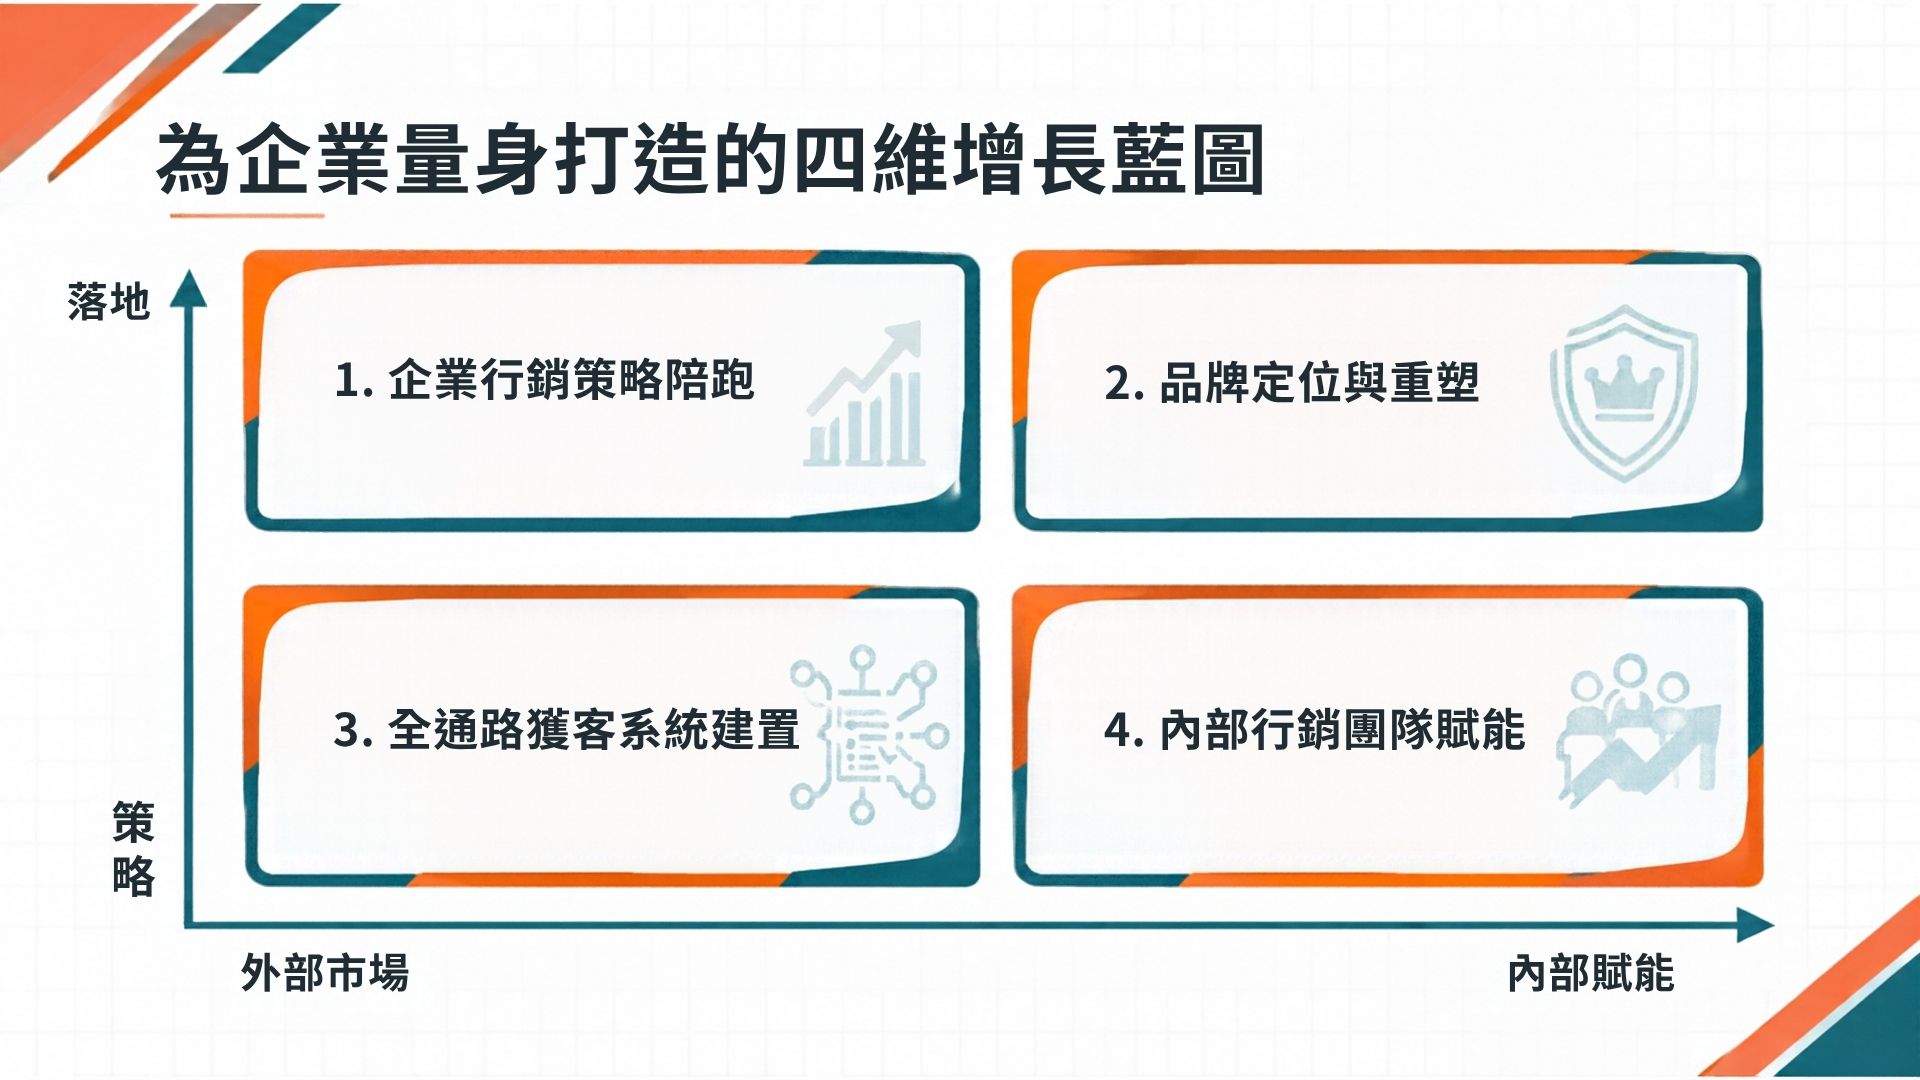 為企業量身打造的四維增長藍圖
落地
1. 企業行銷策略陪跑
2. 品牌定位與重塑
3. 全通路獲客系統建置
4. 內部行銷團隊賦能
策
略
外部市場
內部賦能